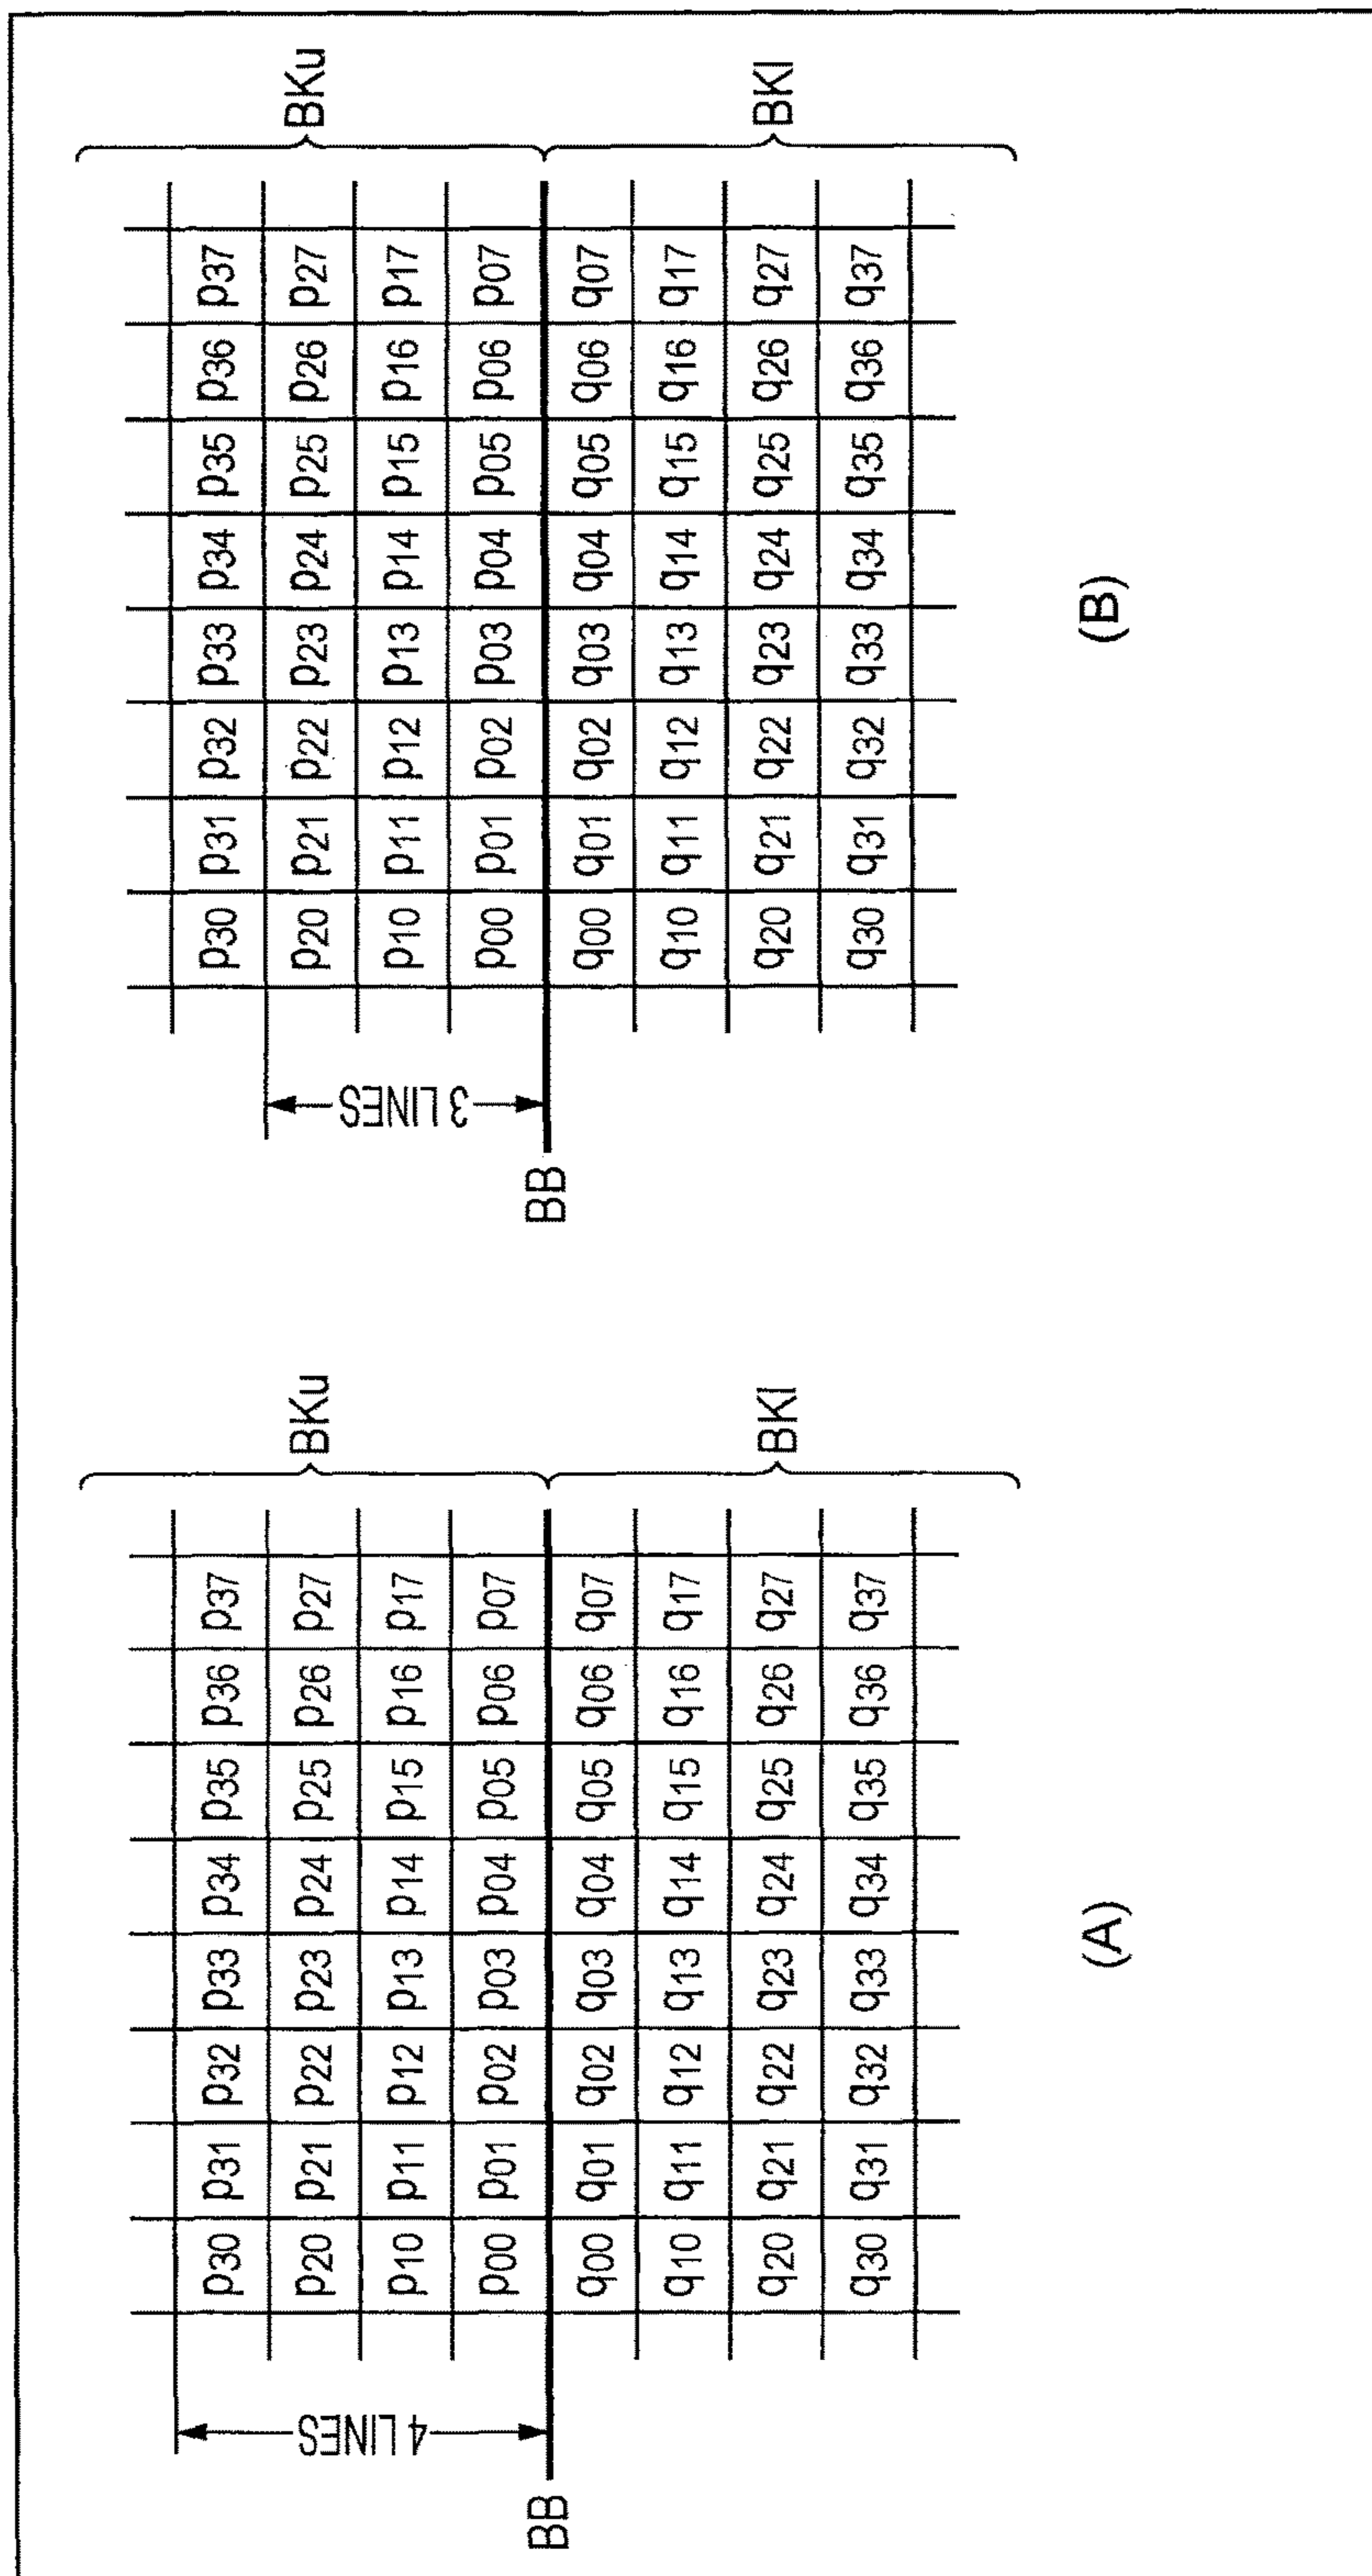 4 LINES
BB
p30 p31 p32 p33 p34 p35 p36 p37
p20 p21 p22 p23 p24 p25 p26 p27
p10 p11 p12 p13 p14 p15 p16 p17
p00 p01 p02 p03 p04 p05 p06 p07
q00 q01 q02 q03 q04 q05 q06 q07
q10 q11 q12 q13 q14 q15 q16 q17
q20 q21 q22 q23 q24 q25 q26 q27
q30 q31 q32 q33 q34 q35 q36 q37
BKu
BKl
(A)
3 LINES
BB
p30 p31 p32 p33 p34 p35 p36 p37
p20 p21 p22 p23 p24 p25 p26 p27
p10 p11 p12 p13 p14 p15 p16 p17
p00 p01 p02 p03 p04 p05 p06 p07
q00 q01 q02 q03 q04 q05 q06 q07
q10 q11 q12 q13 q14 q15 q16 q17
q20 q21 q22 q23 q24 q25 q26 q27
q30 q31 q32 q33 q34 q35 q36 q37
BKu
BKl
(B)